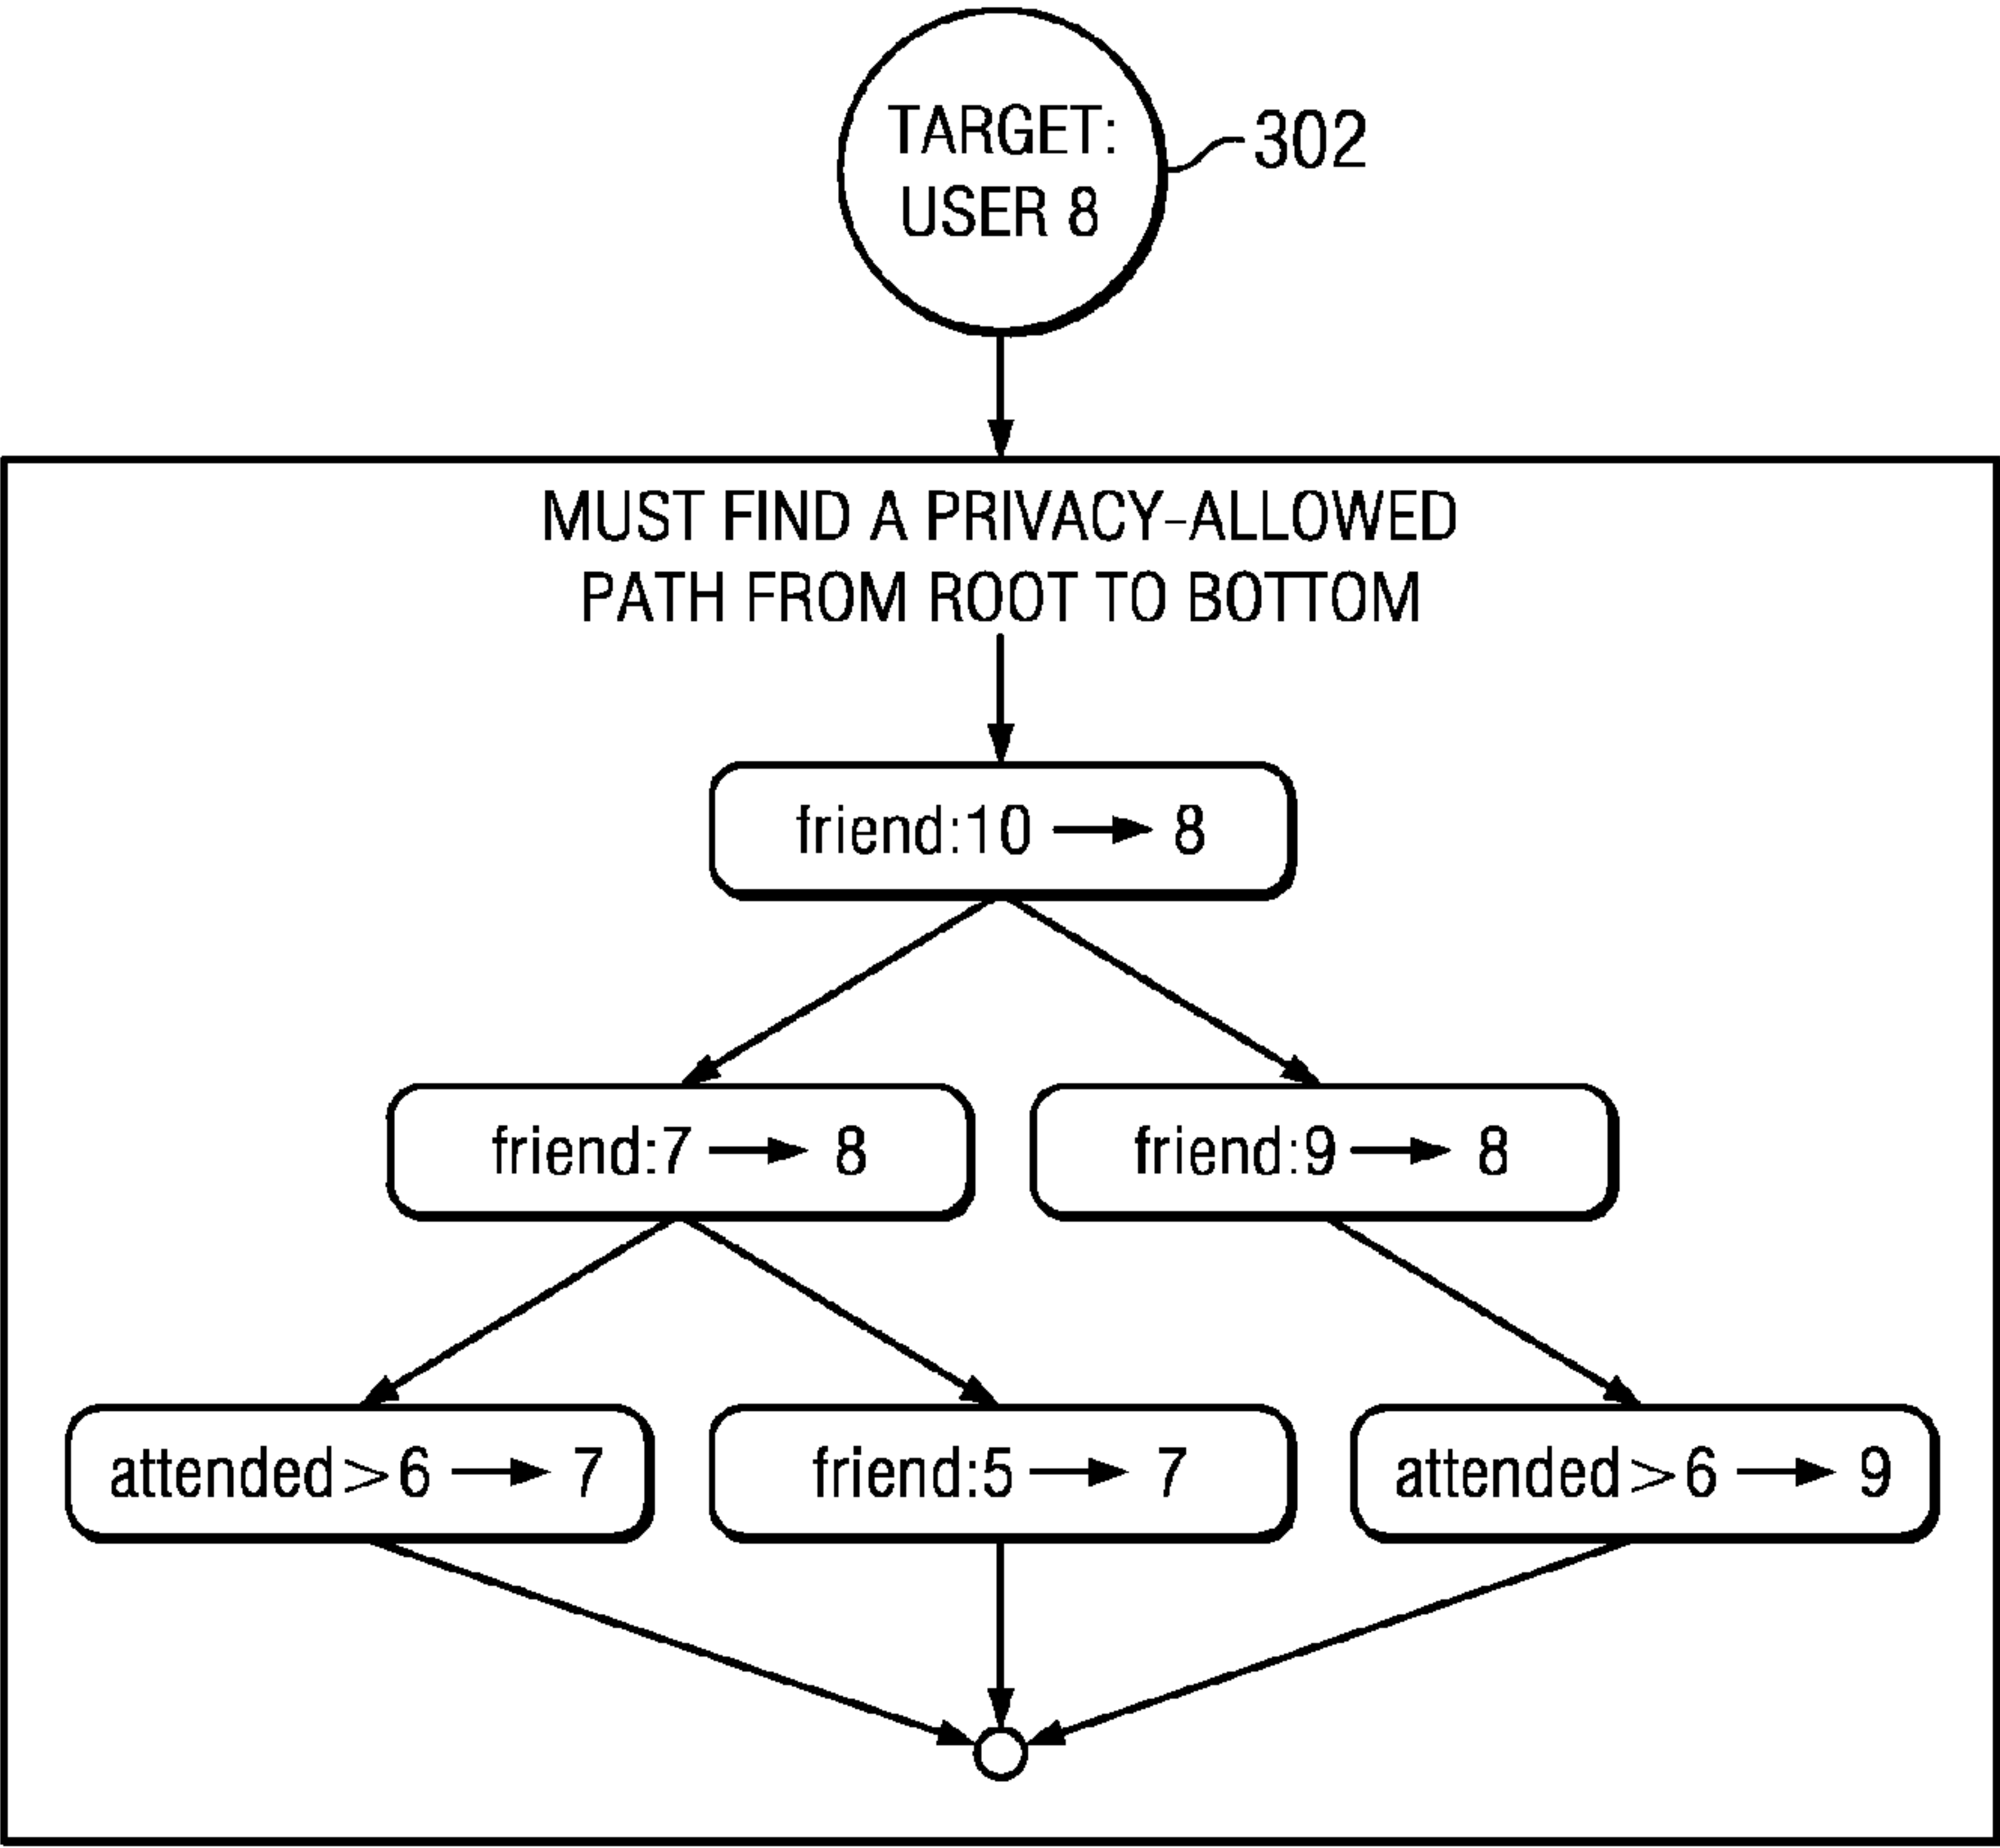 TARGET:
USER 8
302
MUST FIND A PRIVACY-ALLOWED
PATH FROM ROOT TO BOTTOM
friend:10 → 8
friend:7 → 8
friend:9 → 8
attended>6 → 7
friend:5 → 7
attended>6 → 9